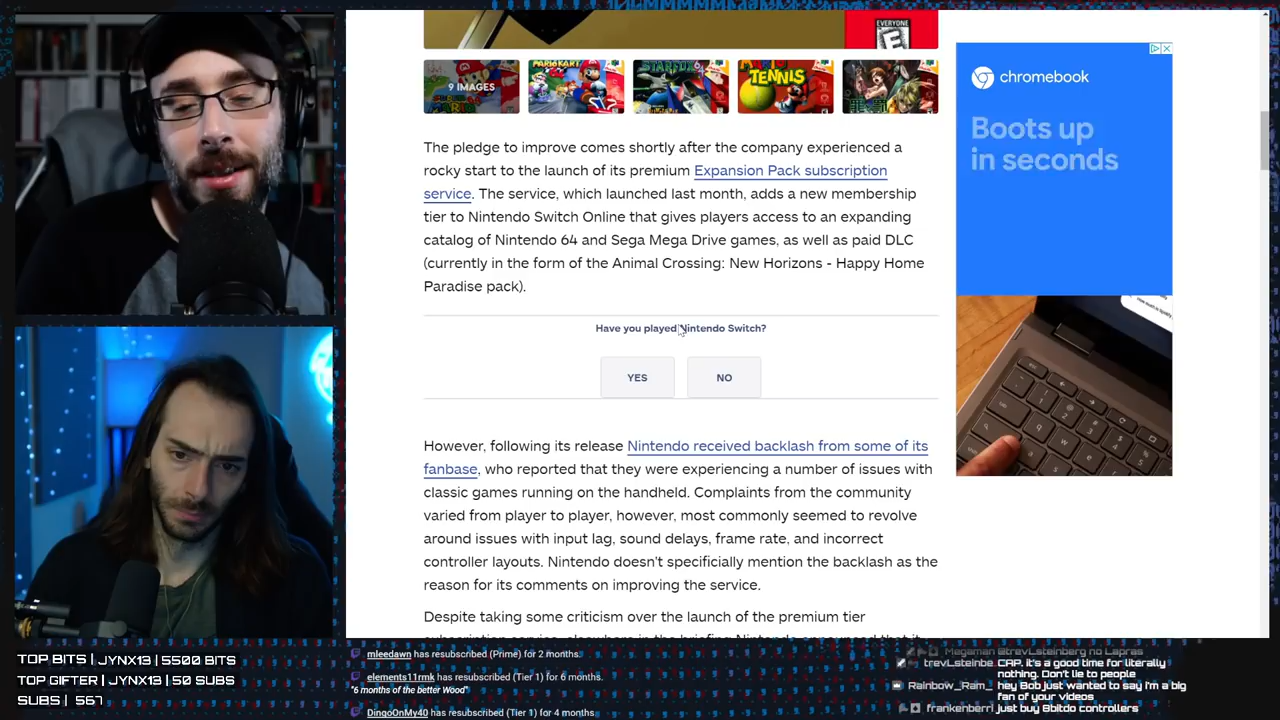 EVERYONE
E
9 IMAGES
MARIOKART
STARFOX
TENNIS
chromebook
Boots up
in seconds
The pledge to improve comes shortly after the company experienced a
rocky start to the launch of its premium Expansion Pack subscription
service. The service, which launched last month, adds a new membership
tier to Nintendo Switch Online that gives players access to an expanding
catalog of Nintendo 64 and Sega Mega Drive games, as well as paid DLC
(currently in the form of the Animal Crossing: New Horizons - Happy Home
Paradise pack).
Have you played Nintendo Switch?
YES
NO
However, following its release Nintendo received backlash from some of its
fanbase, who reported that they were experiencing a number of issues with
classic games running on the handheld. Complaints from the community
varied from player to player, however, most commonly seemed to revolve
around issues with input lag, sound delays, frame rate, and incorrect
controller layouts. Nintendo doesn't specifically mention the backlash as the
reason for its comments on improving the service.
Despite taking some criticism over the launch of the premium tier
TOP BITS | JYNX13 | 5500 BITS
TOP GIFTER | JYNX13 | 50 SUBS
SUBS | 567
mleedawn has resubscribed (Prime) for 2 months.
elements11rmk has resubscribed (Tier 1) for 6 months.
"6 months of the better Wood"
DingoOnMy40 has resubscribed (Tier 1) for 4 months.
Megaman @trevLsteinberg no Lapras
trevLsteinbe: CAP. it's a good time for literally
nothing. Don't lie to people
Rainbow_Ram_ hey Bob just wanted to say I'm a big
fan of your videos
frankenberrl just buy 8bitdo controllers